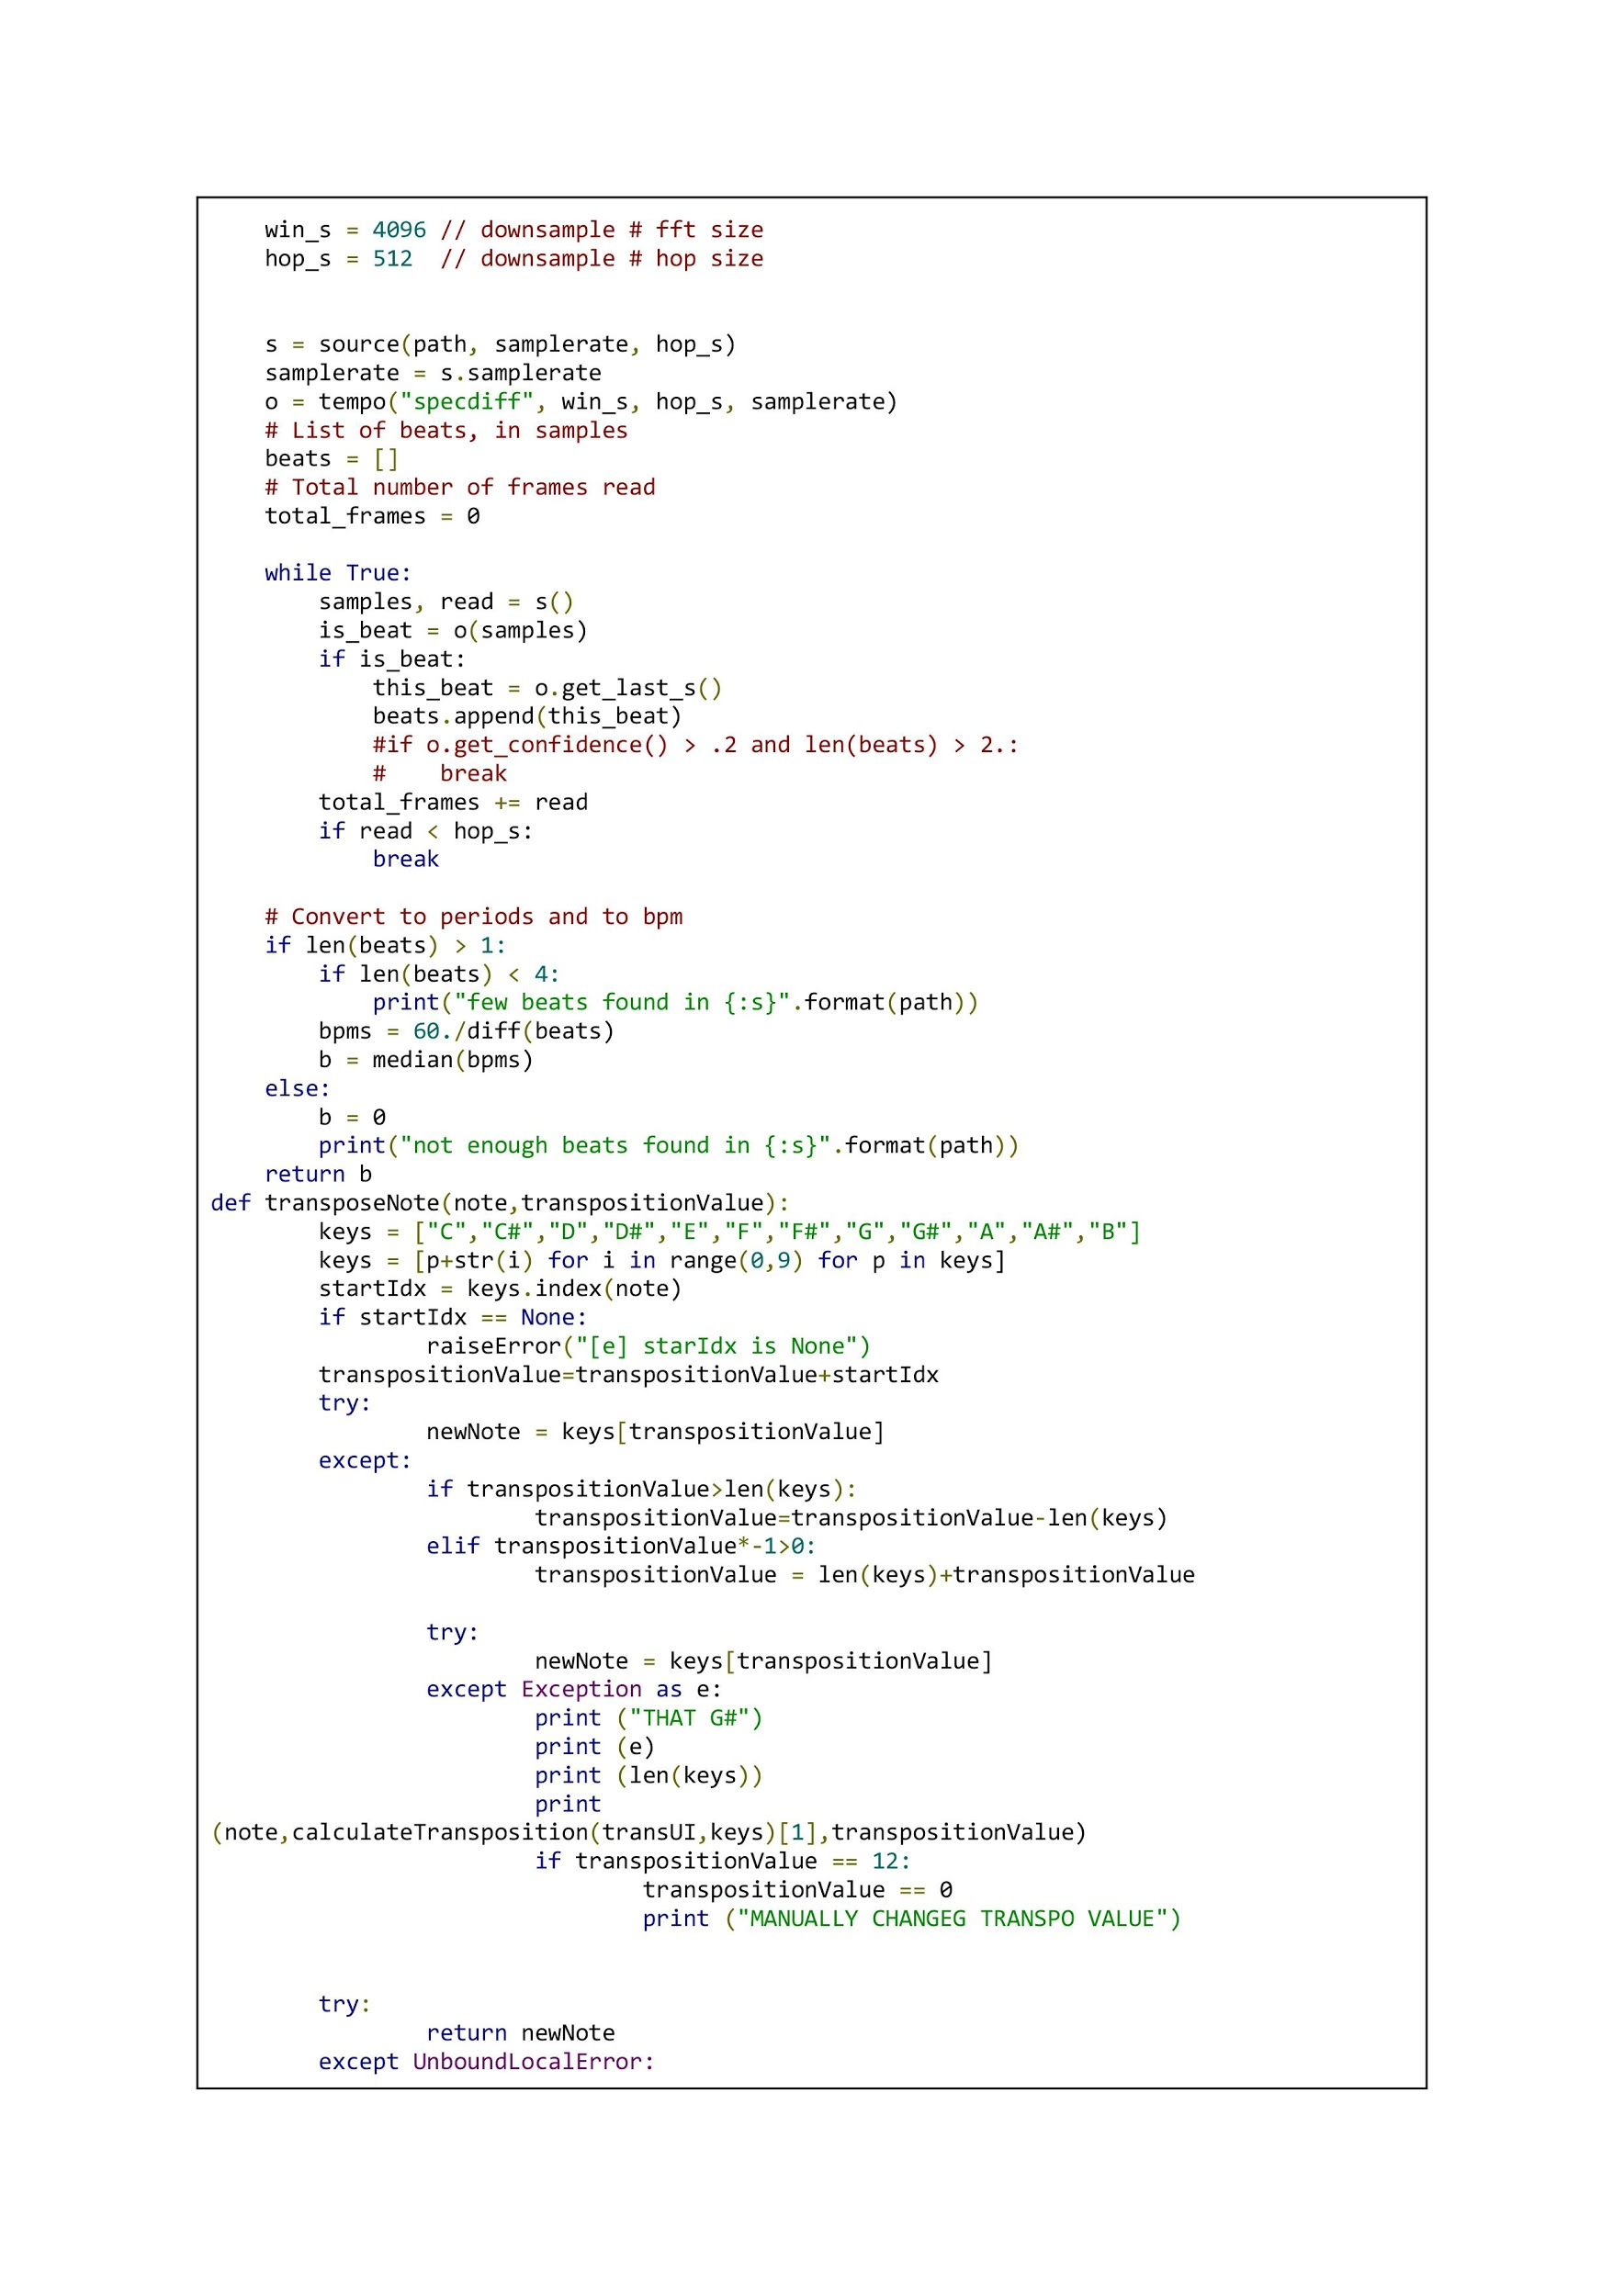 win_s = 4096 // downsample # fft size
    hop_s = 512  // downsample # hop size


    s = source(path, samplerate, hop_s)
    samplerate = s.samplerate
    o = tempo("specdiff", win_s, hop_s, samplerate)
    # List of beats, in samples
    beats = []
    # Total number of frames read
    total_frames = 0

    while True:
        samples, read = s()
        is_beat = o(samples)
        if is_beat:
            this_beat = o.get_last_s()
            beats.append(this_beat)
            #if o.get_confidence() > .2 and len(beats) > 2.:
            #    break
        total_frames += read
        if read < hop_s:
            break

    # Convert to periods and to bpm
    if len(beats) > 1:
        if len(beats) < 4:
            print("few beats found in {:s}".format(path))
        bpms = 60./diff(beats)
        b = median(bpms)
    else:
        b = 0
        print("not enough beats found in {:s}".format(path))
    return b
def transposeNote(note,transpositionValue):
        keys = ["C","C#","D","D#","E","F","F#","G","G#","A","A#","B"]
        keys = [p+str(i) for i in range(0,9) for p in keys]
        startIdx = keys.index(note)
        if startIdx == None:
                raiseError("[e] starIdx is None")
        transpositionValue=transpositionValue+startIdx
        try:
                newNote = keys[transpositionValue]
        except:
                if transpositionValue>len(keys):
                        transpositionValue=transpositionValue-len(keys)
                elif transpositionValue*-1>0:
                        transpositionValue = len(keys)+transpositionValue

                try:
                        newNote = keys[transpositionValue]
                except Exception as e:
                        print ("THAT G#")
                        print (e)
                        print (len(keys))
                        print
(note,calculateTransposition(transUI,keys)[1],transpositionValue)
                        if transpositionValue == 12:
                                transpositionValue == 0
                                print ("MANUALLY CHANGEG TRANSPO VALUE")


        try:
                return newNote
        except UnboundLocalError: